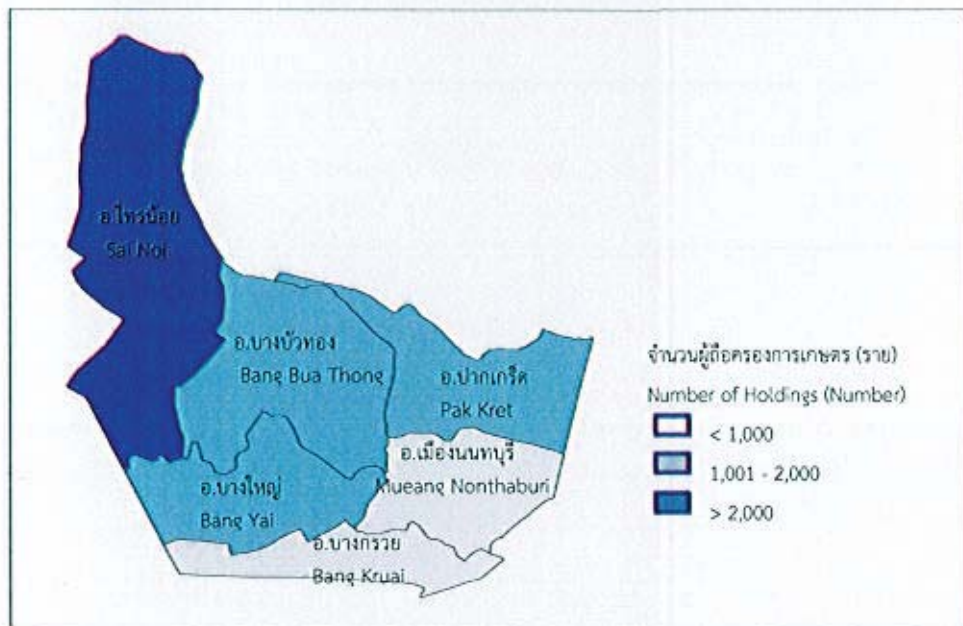 อ.ไทรน้อย
Sai Noi
อ.บางบัวทอง
Bang Bua Thong
อ.ปากเกร็ด
Pak Kret
อ.เมืองนนทบุรี
Mueang Nonthaburi
อ.บางใหญ่
Bang Yai
อ.บางกรวย
Bang Kruai
จำนวนผู้ถือครองการเกษตร (ราย)
Number of Holdings (Number)
< 1,000
1,001 - 2,000
> 2,000